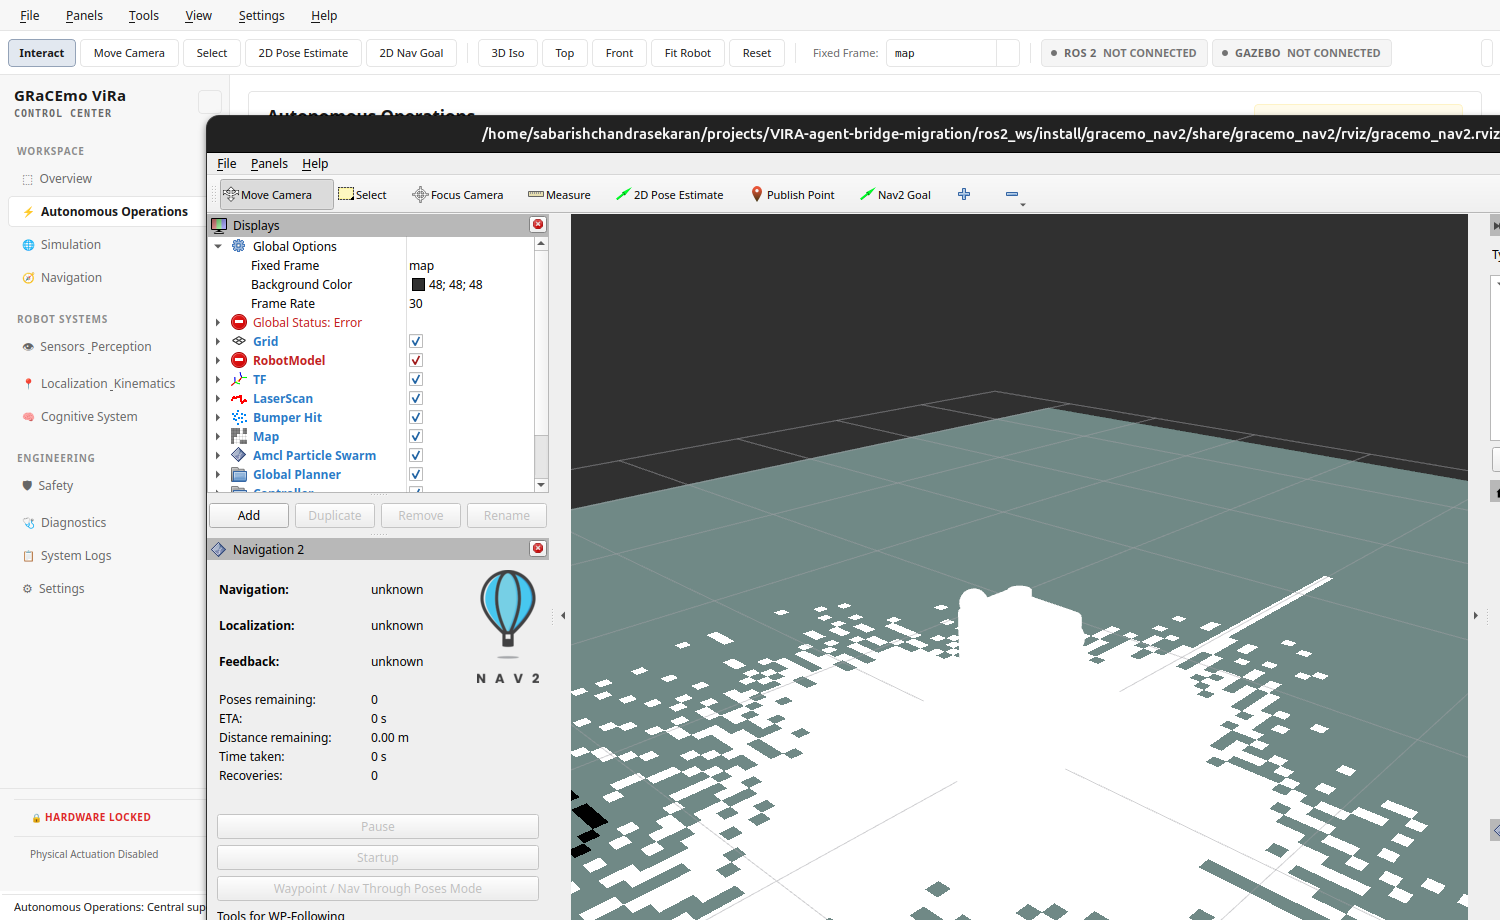 File Panels Tools View Settings Help
Interact Move Camera Select 2D Pose Estimate 2D Nav Goal 3D Iso Top Front Fit Robot Reset Fixed Frame: map ROS 2 NOT CONNECTED GAZEBO NOT CONNECTED
GRaCEmo ViRa
CONTROL CENTER
WORKSPACE
Overview
Autonomous Operations
Simulation
Navigation
ROBOT SYSTEMS
Sensors _Perception
Localization _Kinematics
Cognitive System
ENGINEERING
Safety
Diagnostics
System Logs
Settings
HARDWARE LOCKED
Physical Actuation Disabled
Autonomous Operations: Central sup
Autonomous Operations
/home/sabarishchandrasekaran/projects/VIRA-agent-bridge-migration/ros2_ws/install/gracemo_nav2/share/gracemo_nav2/rviz/gracemo_nav2.rviz
File Panels Help
Move Camera Select Focus Camera Measure 2D Pose Estimate Publish Point Nav2 Goal
Displays
Global Options
Fixed Frame map
Background Color 48; 48; 48
Frame Rate 30
Global Status: Error
Grid
RobotModel
TF
LaserScan
Bumper Hit
Map
Amcl Particle Swarm
Global Planner
Controller
Add Duplicate Remove Rename
Navigation 2
Navigation: unknown
Localization: unknown
Feedback: unknown
NAV2
Poses remaining: 0
ETA: 0 s
Distance remaining: 0.00 m
Time taken: 0 s
Recoveries: 0
Pause
Startup
Waypoint / Nav Through Poses Mode
Tools for WP-Following